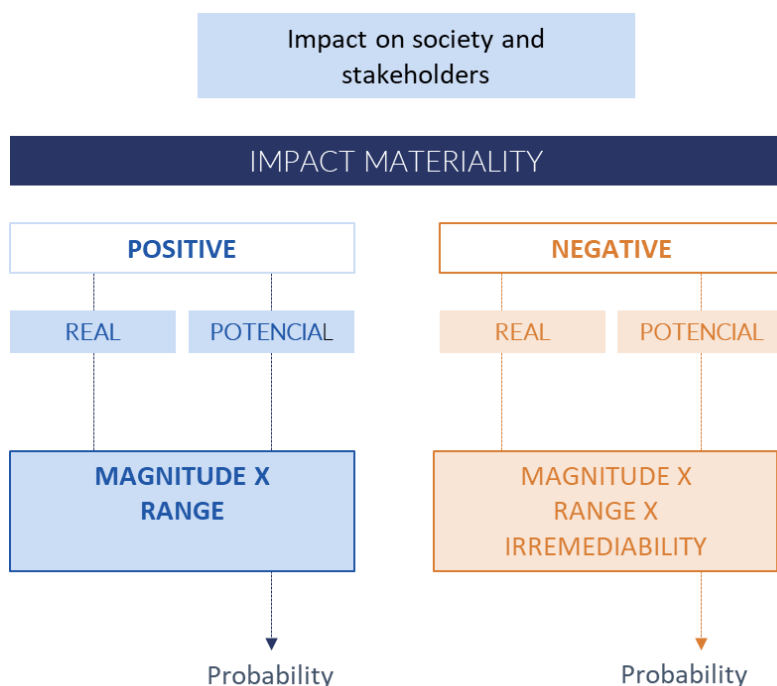 Impact on society and
stakeholders
IMPACT MATERIALITY
POSITIVE
NEGATIVE
REAL
POTENCIAL
REAL
POTENCIAL
MAGNITUDE X
RANGE
MAGNITUDE X
RANGE X
IRREMEDIABILITY
Probability
Probability